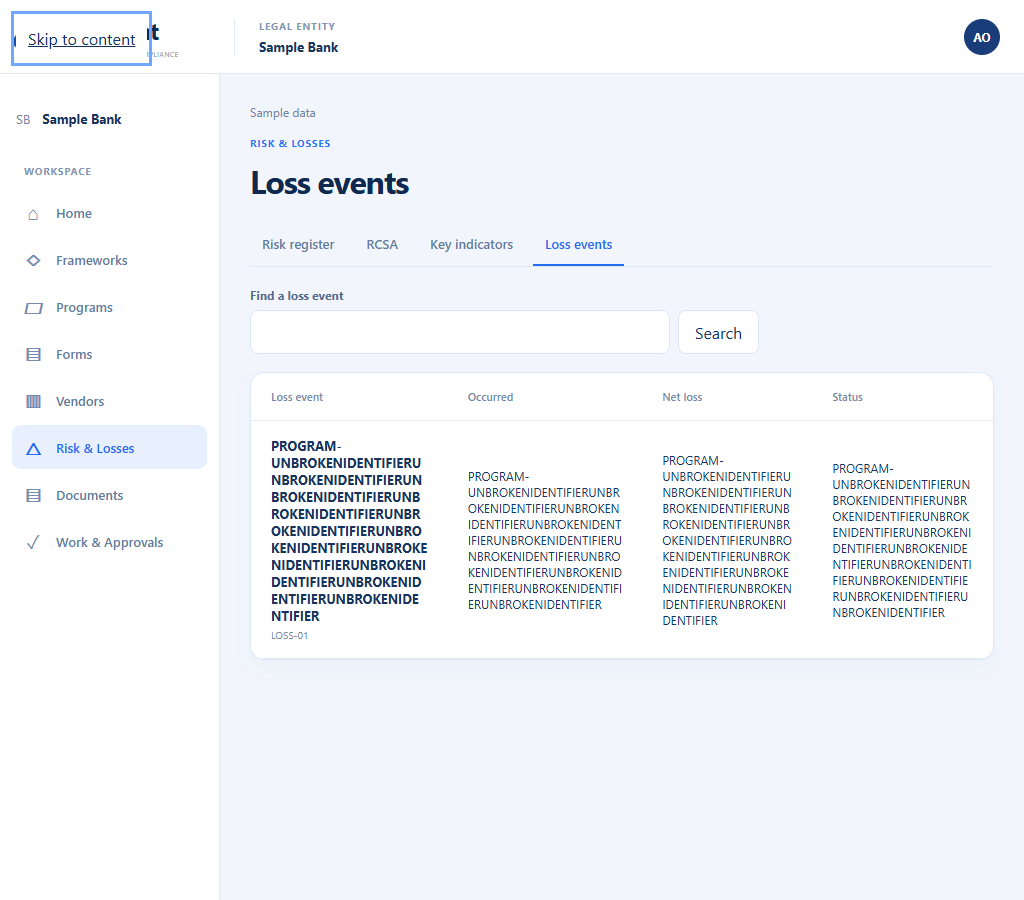 Skip to content
LEGAL ENTITY
Sample Bank
AO
SB Sample Bank
WORKSPACE
Home
Frameworks
Programs
Forms
Vendors
Risk & Losses
Documents
Work & Approvals
Sample data
RISK & LOSSES
Loss events
Risk register RCSA Key indicators Loss events
Find a loss event
Search
Loss event Occurred Net loss Status
PROGRAM-
UNBROKENIDENTIFIERU
NBROKENIDENTIFIERUN
BROKENIDENTIFIERUNB
ROKENIDENTIFIERUNBR
OKENIDENTIFIERUNBRO
KENIDENTIFIERUNBROKE
NIDENTIFIERUNBROKENI
DENTIFIERUNBROKENID
ENTIFIERUNBROKENIDE
NTIFIER
LOSS-01
PROGRAM-
UNBROKENIDENTIFIERUNBR
OKENIDENTIFIERUNBROKEN
IDENTIFIERUNBROKENIDENT
IFIERUNBROKENIDENTIFIERU
NBROKENIDENTIFIERUNBRO
KENIDENTIFIERUNBROKENID
ENTIFIERUNBROKENIDENTIFI
ERUNBROKENIDENTIFIER
PROGRAM-
UNBROKENIDENTIFIERU
NBROKENIDENTIFIERUN
BROKENIDENTIFIERUNB
ROKENIDENTIFIERUNBR
OKENIDENTIFIERUNBRO
KENIDENTIFIERUNBROK
ENIDENTIFIERUNBROKE
NIDENTIFIERUNBROKEN
IDENTIFIERUNBROKENI
DENTIFIER
PROGRAM-
UNBROKENIDENTIFIERUN
BROKENIDENTIFIERUNBR
OKENIDENTIFIERUNBROK
ENIDENTIFIERUNBROKENI
DENTIFIERUNBROKENIDE
NTIFIERUNBROKENIDENTI
FIERUNBROKENIDENTIFIE
RUNBROKENIDENTIFIERU
NBROKENIDENTIFIER